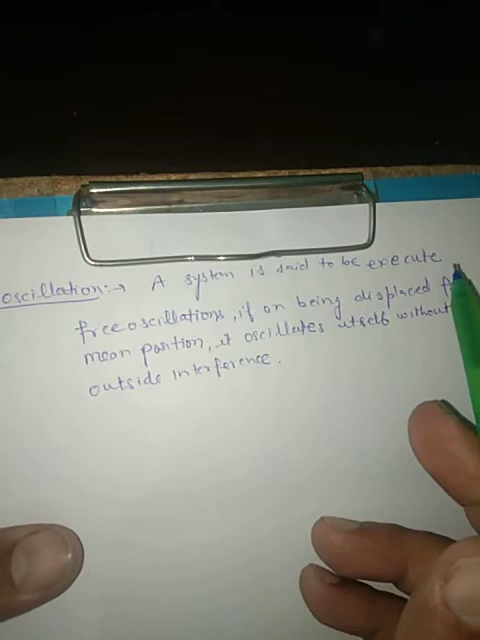 oscillation:→ A system is said to be execute
free oscillations, if on being displaced f
mean position, it oscillates itself without
outside interference.